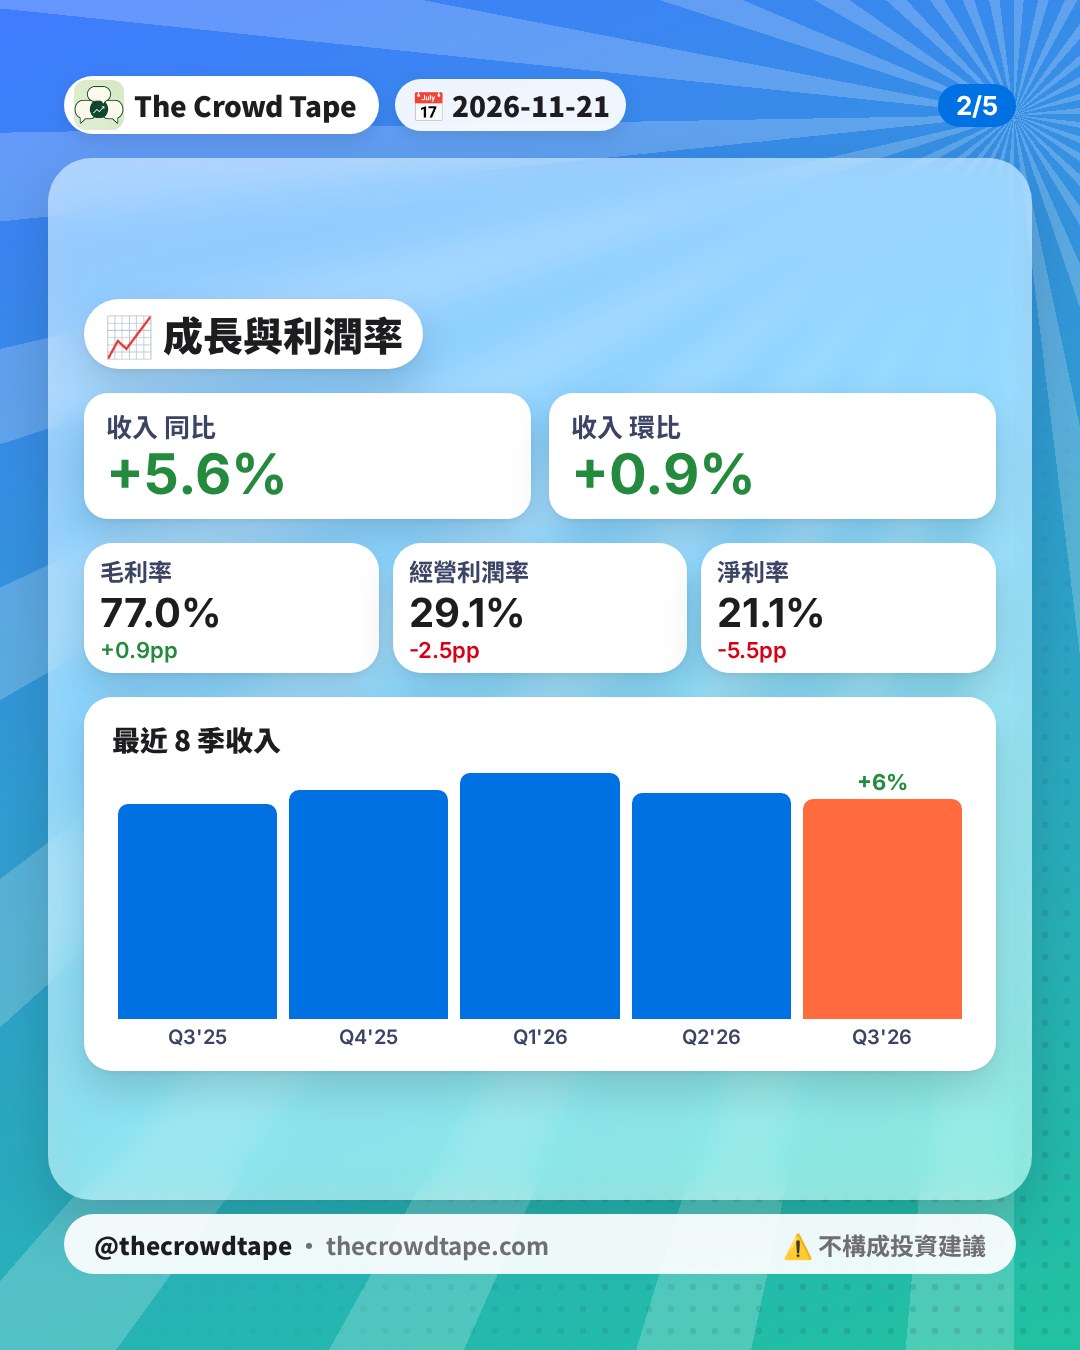 The Crowd Tape
📅 2026-11-21
2/5
📈 成長與利潤率
收入 同比
+5.6%
收入 環比
+0.9%
毛利率
77.0%
+0.9pp
經營利潤率
29.1%
-2.5pp
淨利率
21.1%
-5.5pp
最近 8 季收入
+6%
Q3'25
Q4'25
Q1'26
Q2'26
Q3'26
@thecrowdtape • thecrowdtape.com
⚠️ 不構成投資建議